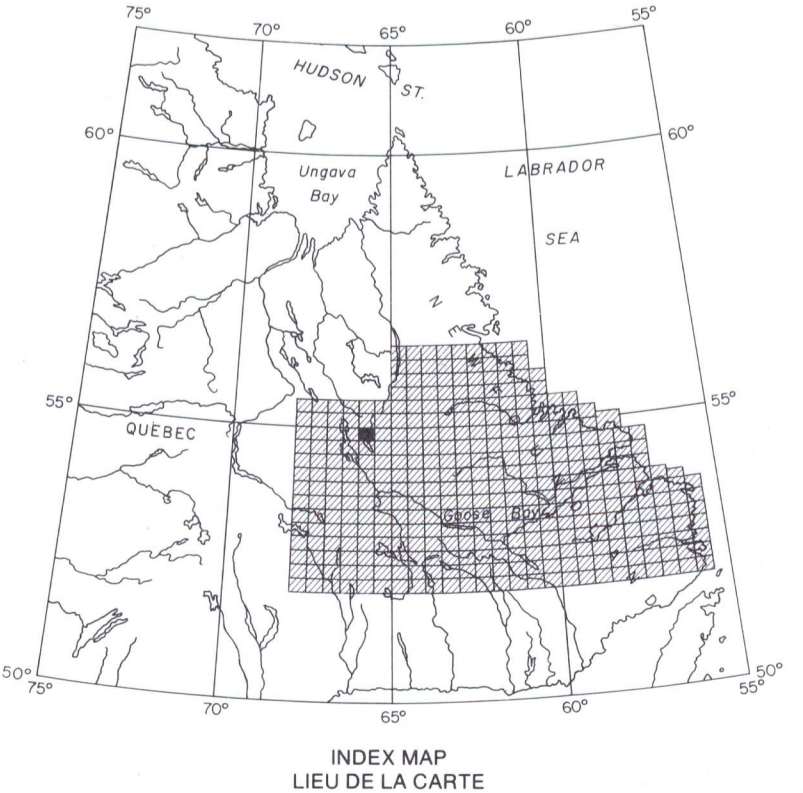 75° 70° 65° 60° 55°
HUDSON ST.
60° 60°
Ungava
Bay
LABRADOR
SEA
N
55° 55°
QUEBEC
Goose Bay
50° 50°
75° 70° 65° 60° 55°
INDEX MAP
LIEU DE LA CARTE